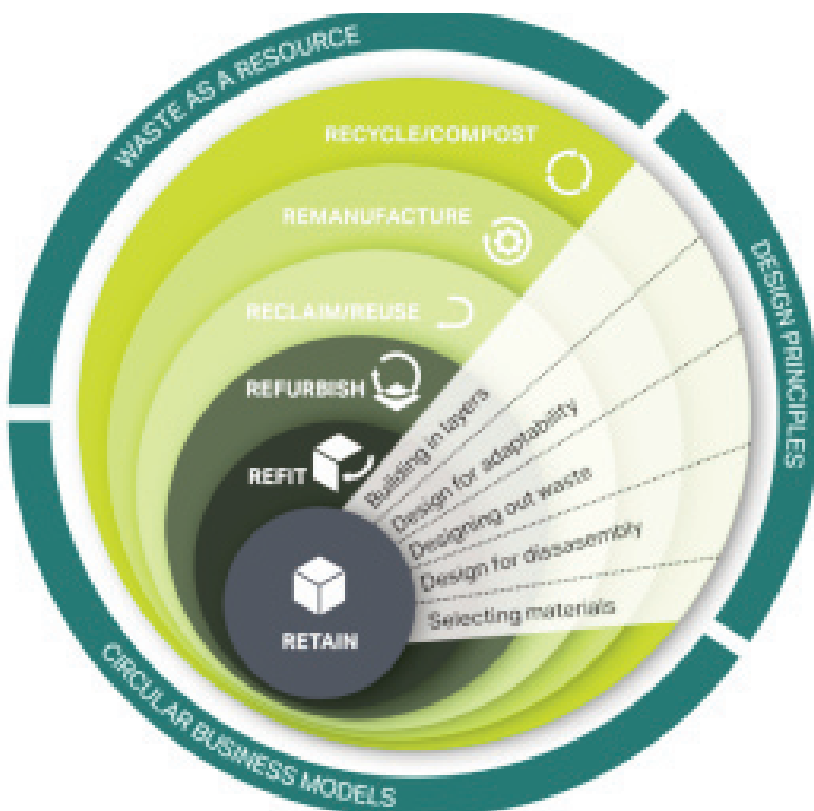 WASTE AS A RESOURCE
RECYCLE/COMPOST
REMANUFACTURE
RECLAIM/REUSE
REFURBISH
REFIT
RETAIN
Building in layers
Design for adaptability
Designing out waste
Design for dissasembly
Selecting materials
DESIGN PRINCIPLES
CIRCULAR BUSINESS MODELS